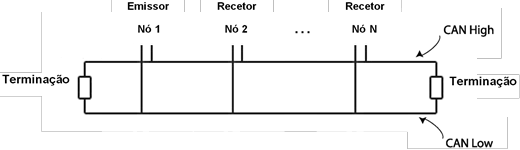 Emissor Recetor Recetor
Nó 1 Nó 2 ... Nó N
CAN High
Terminação Terminação
CAN Low